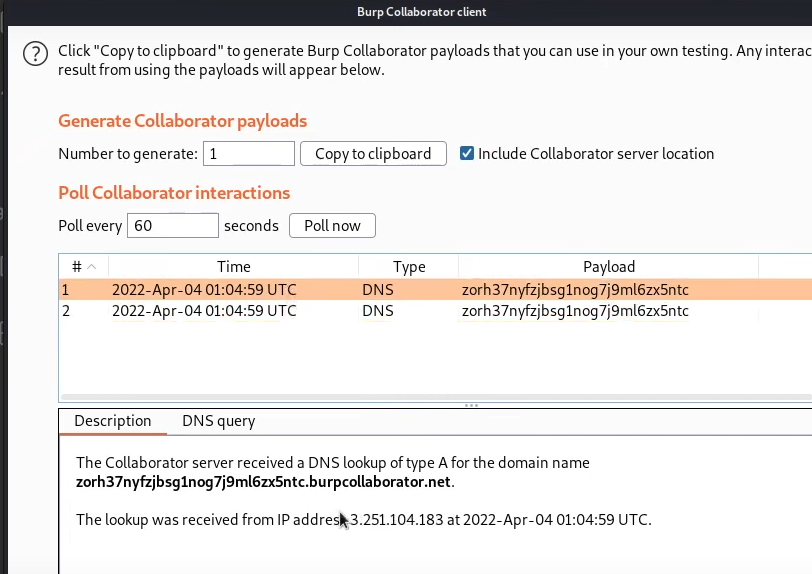 Burp Collaborator client
Click "Copy to clipboard" to generate Burp Collaborator payloads that you can use in your own testing. Any
result from using the payloads will appear below.
Generate Collaborator payloads
Number to generate: 1 Copy to clipboard Include Collaborator server location
Poll Collaborator interactions
Poll every 60 seconds Poll now
# Time Type Payload
1 2022-Apr-04 01:04:59 UTC DNS zorh37nyfzjbsg1nog7j9ml6zx5ntc
2 2022-Apr-04 01:04:59 UTC DNS zorh37nyfzjbsg1nog7j9ml6zx5ntc
Description DNS query
The Collaborator server received a DNS lookup of type A for the domain name
zorh37nyfzjbsg1nog7j9ml6zx5ntc.burpcollaborator.net.
The lookup was received from IP address 3.251.104.183 at 2022-Apr-04 01:04:59 UTC.